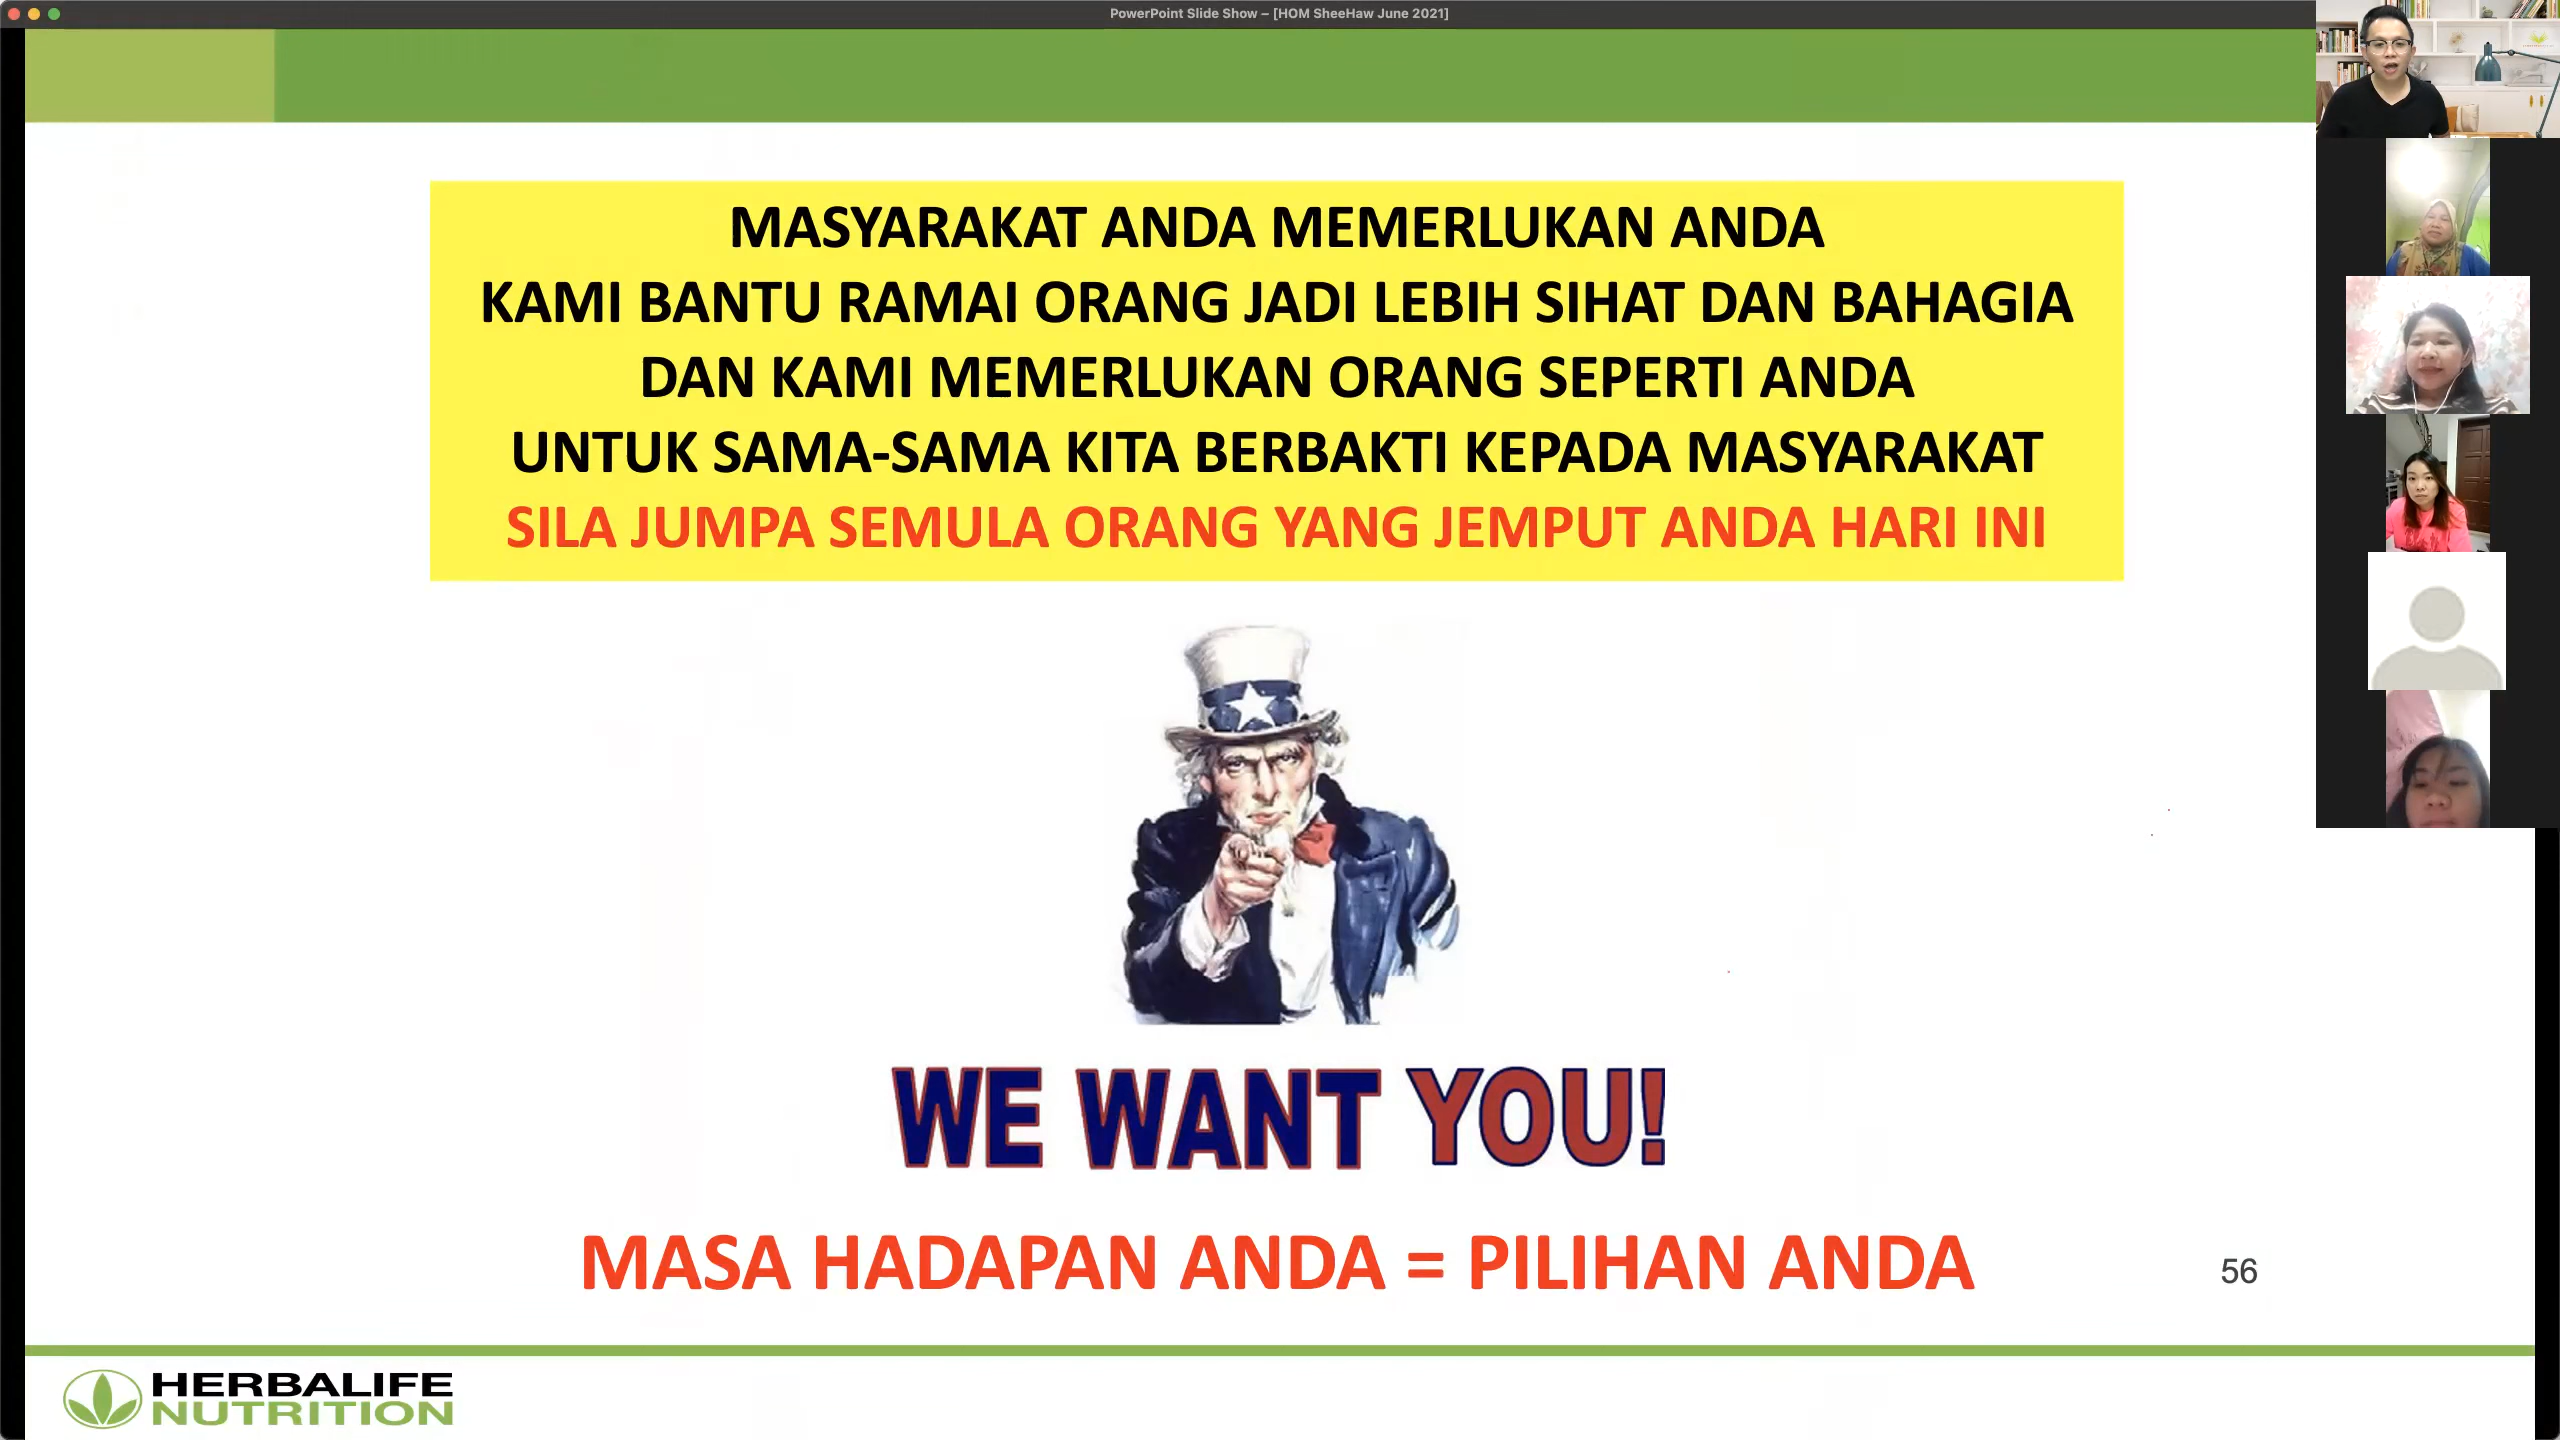 PowerPoint Slide Show – [HOM SheeHaw June 2021]
MASYARAKAT ANDA MEMERLUKAN ANDA
KAMI BANTU RAMAI ORANG JADI LEBIH SIHAT DAN BAHAGIA
DAN KAMI MEMERLUKAN ORANG SEPERTI ANDA
UNTUK SAMA-SAMA KITA BERBAKTI KEPADA MASYARAKAT
SILA JUMPA SEMULA ORANG YANG JEMPUT ANDA HARI INI
WE WANT YOU!
MASA HADAPAN ANDA = PILIHAN ANDA
56
HERBALIFE
NUTRITION